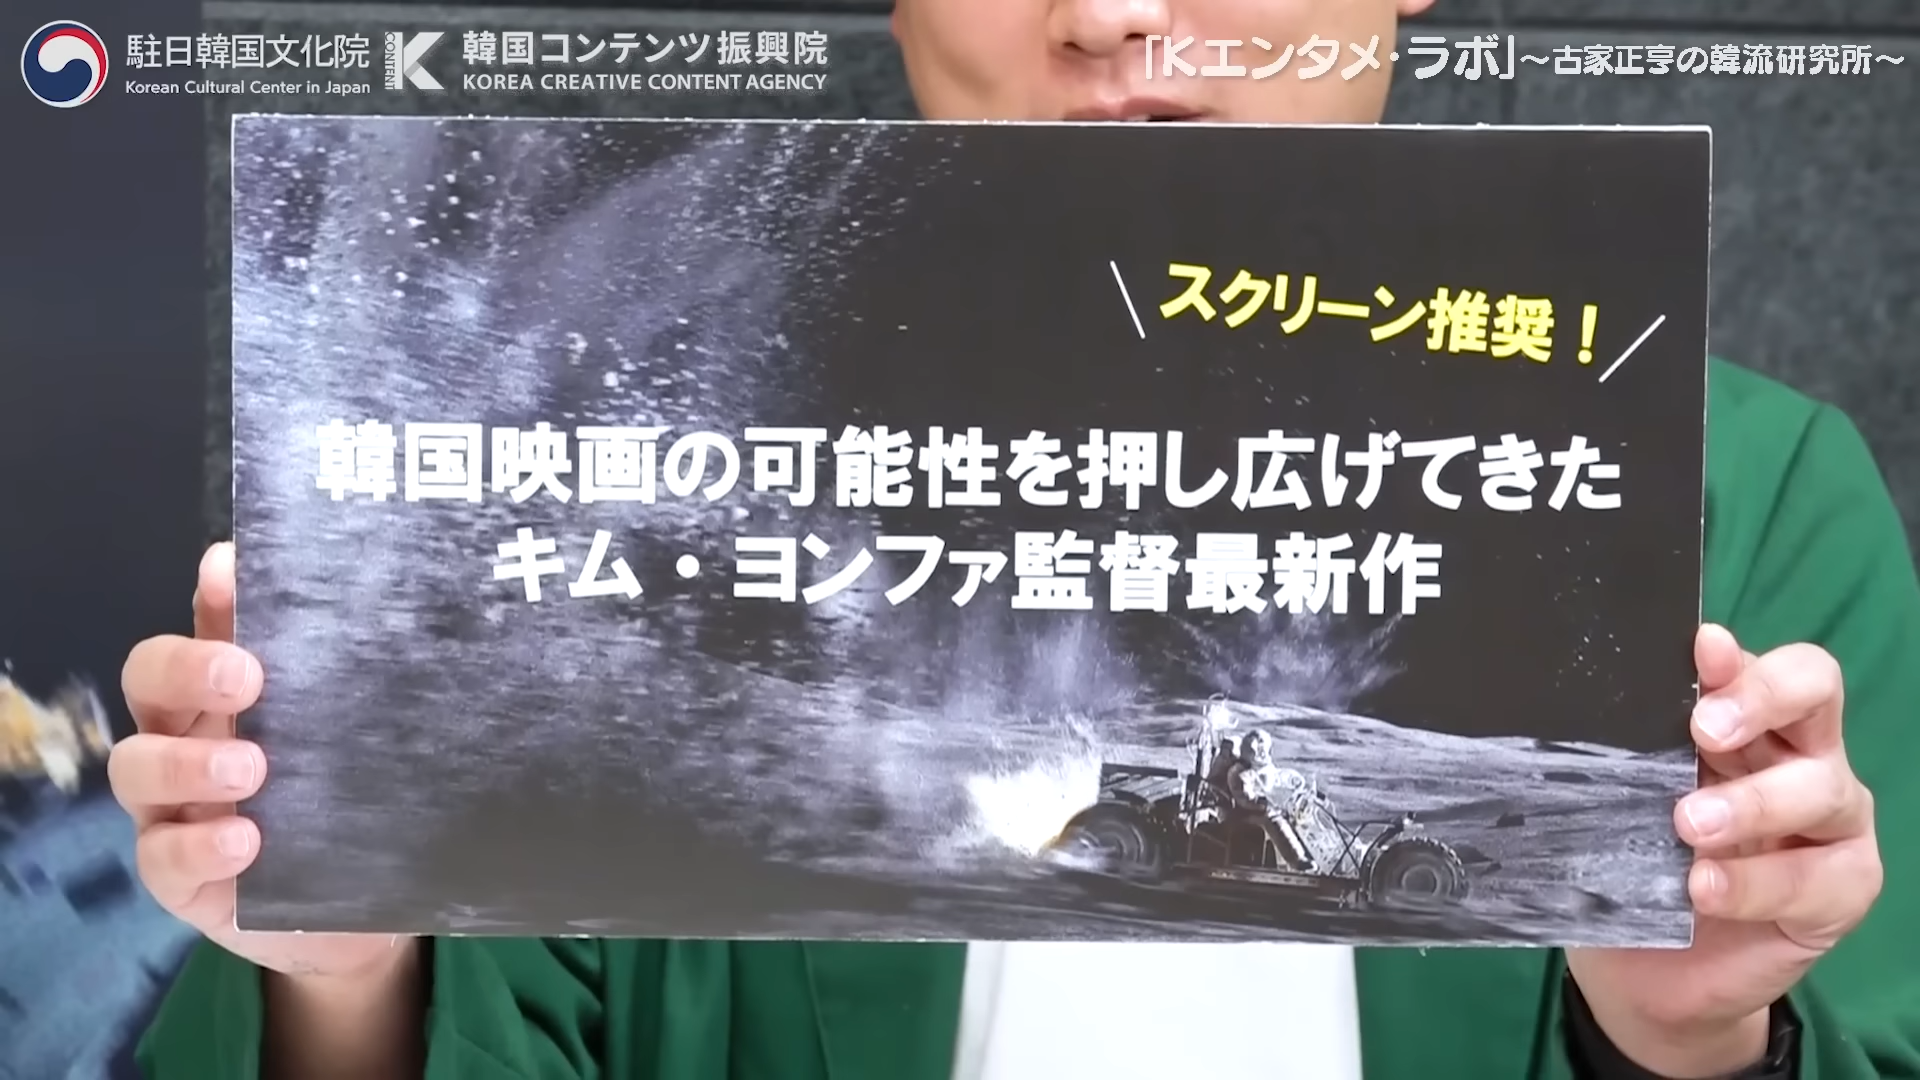 駐日韓国文化院
Korean Cultural Center in Japan
CONTENT
K
韓国コンテンツ振興院
KOREA CREATIVE CONTENT AGENCY
「Kエンタメ・ラボ」～古家正亨の韓流研究所～
スクリーン推奨！
韓国映画の可能性を押し広げてきた
キム・ヨンファ監督最新作